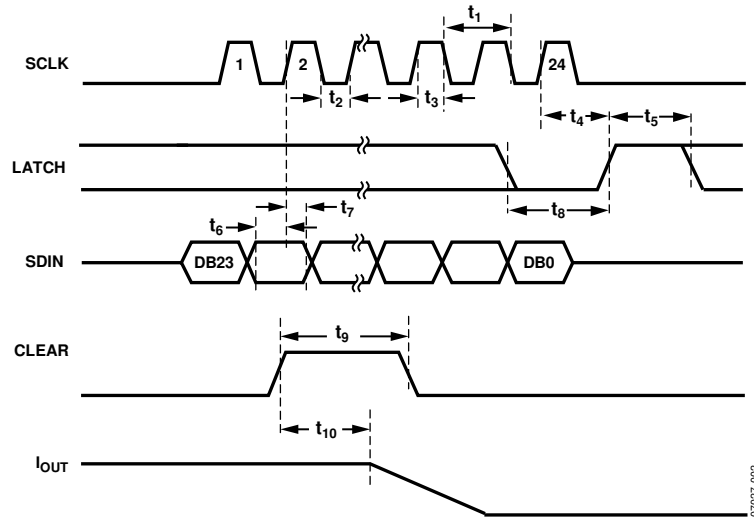 t1
SCLK
1
2
24
t2
t3
t4
t5
LATCH
t7
t8
t6
SDIN
DB23
DB0
t9
CLEAR
t10
IOUT